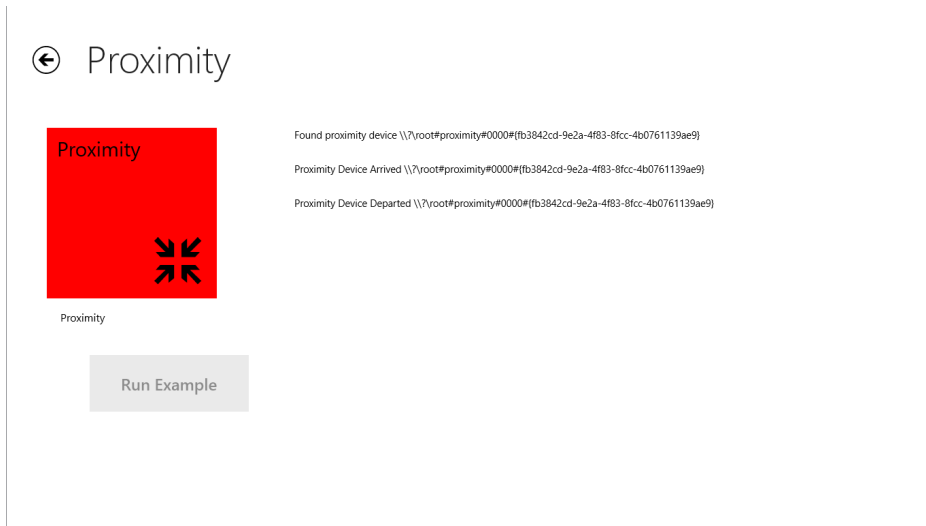 Proximity
Proximity
Found proximity device \\?\root#proximity#0000#{fb3842cd-9e2a-4f83-8fcc-4b0761139ae9}
Proximity Device Arrived \\?\root#proximity#0000#{fb3842cd-9e2a-4f83-8fcc-4b0761139ae9}
Proximity Device Departed \\?\root#proximity#0000#{fb3842cd-9e2a-4f83-8fcc-4b0761139ae9}
Proximity
Run Example